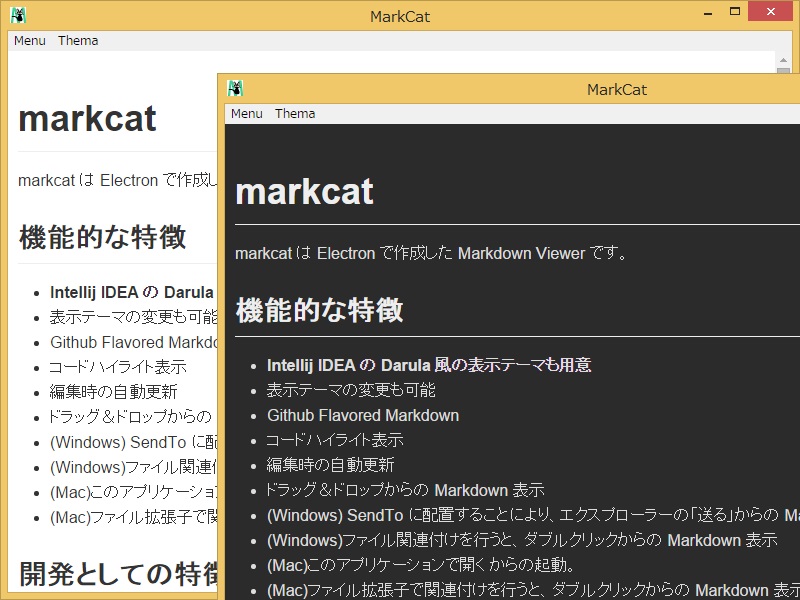 MarkCat
Menu Thema
markcat
markcat は Electron で作成し
機能的な特徴
• Intellij IDEA の Darula
• 表示テーマの変更も可能
• Github Flavored Markdo
• コードハイライト表示
• 編集時の自動更新
• ドラッグ＆ドロップからの
• (Windows) SendTo に配
• (Windows)ファイル関連付
• (Mac)このアプリケーショ
• (Mac)ファイル拡張子で関
開発としての特徴
MarkCat
Menu Thema
markcat
markcat は Electron で作成した Markdown Viewer です。
機能的な特徴
• Intellij IDEA の Darula 風の表示テーマも用意
• 表示テーマの変更も可能
• Github Flavored Markdown
• コードハイライト表示
• 編集時の自動更新
• ドラッグ＆ドロップからの Markdown 表示
• (Windows) SendTo に配置することにより、エクスプローラーの「送る」からの Ma
• (Windows)ファイル関連付けを行うと、ダブルクリックからの Markdown 表示
• (Mac)このアプリケーションで開くからの起動。
• (Mac)ファイル拡張子で関連付けを行うと、ダブルクリックからの Markdown 表示